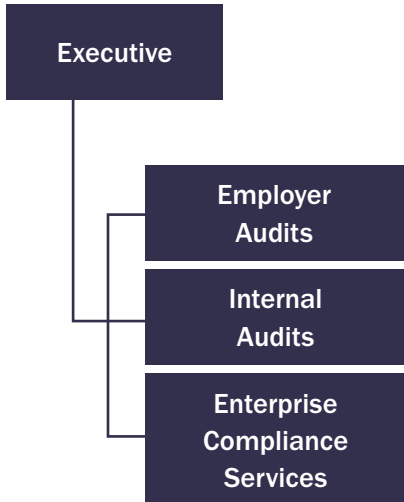 Executive
Employer
Audits
Internal
Audits
Enterprise
Compliance
Services